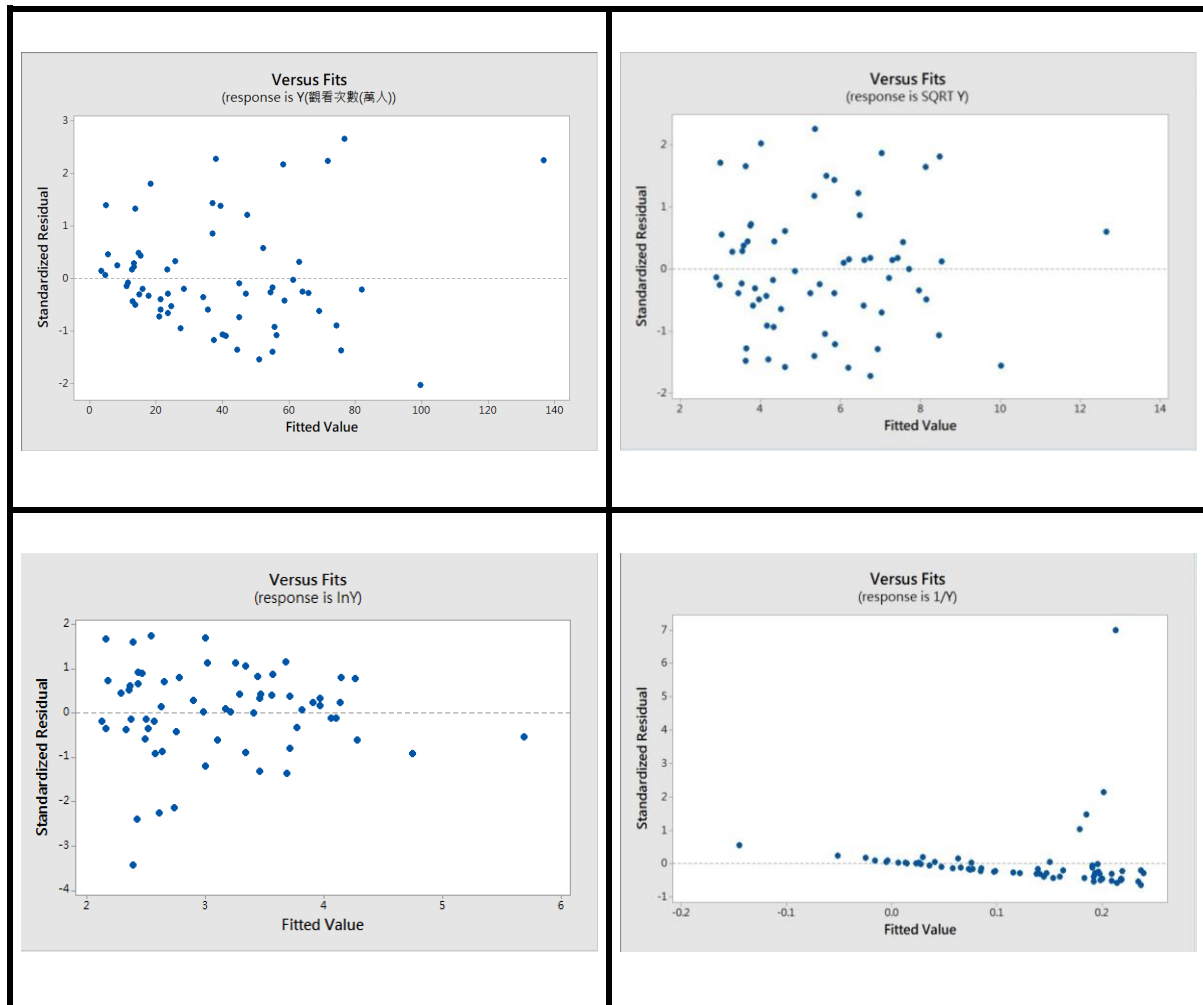 Versus Fits
(response is Y(觀看次數(萬人))
Standardized Residual
3
2
1
0
-1
-2
0 20 40 60 80 100 120 140
Fitted Value
Versus Fits
(response is SQRT Y)
Standardized Residual
2
1
0
-1
-2
2 4 6 8 10 12 14
Fitted Value
Versus Fits
(response is lnY)
Standardized Residual
2
1
0
-1
-2
-3
-4
2 3 4 5 6
Fitted Value
Versus Fits
(response is 1/Y)
Standardized Residual
7
6
5
4
3
2
1
0
-1
-0.2 -0.1 0.0 0.1 0.2
Fitted Value